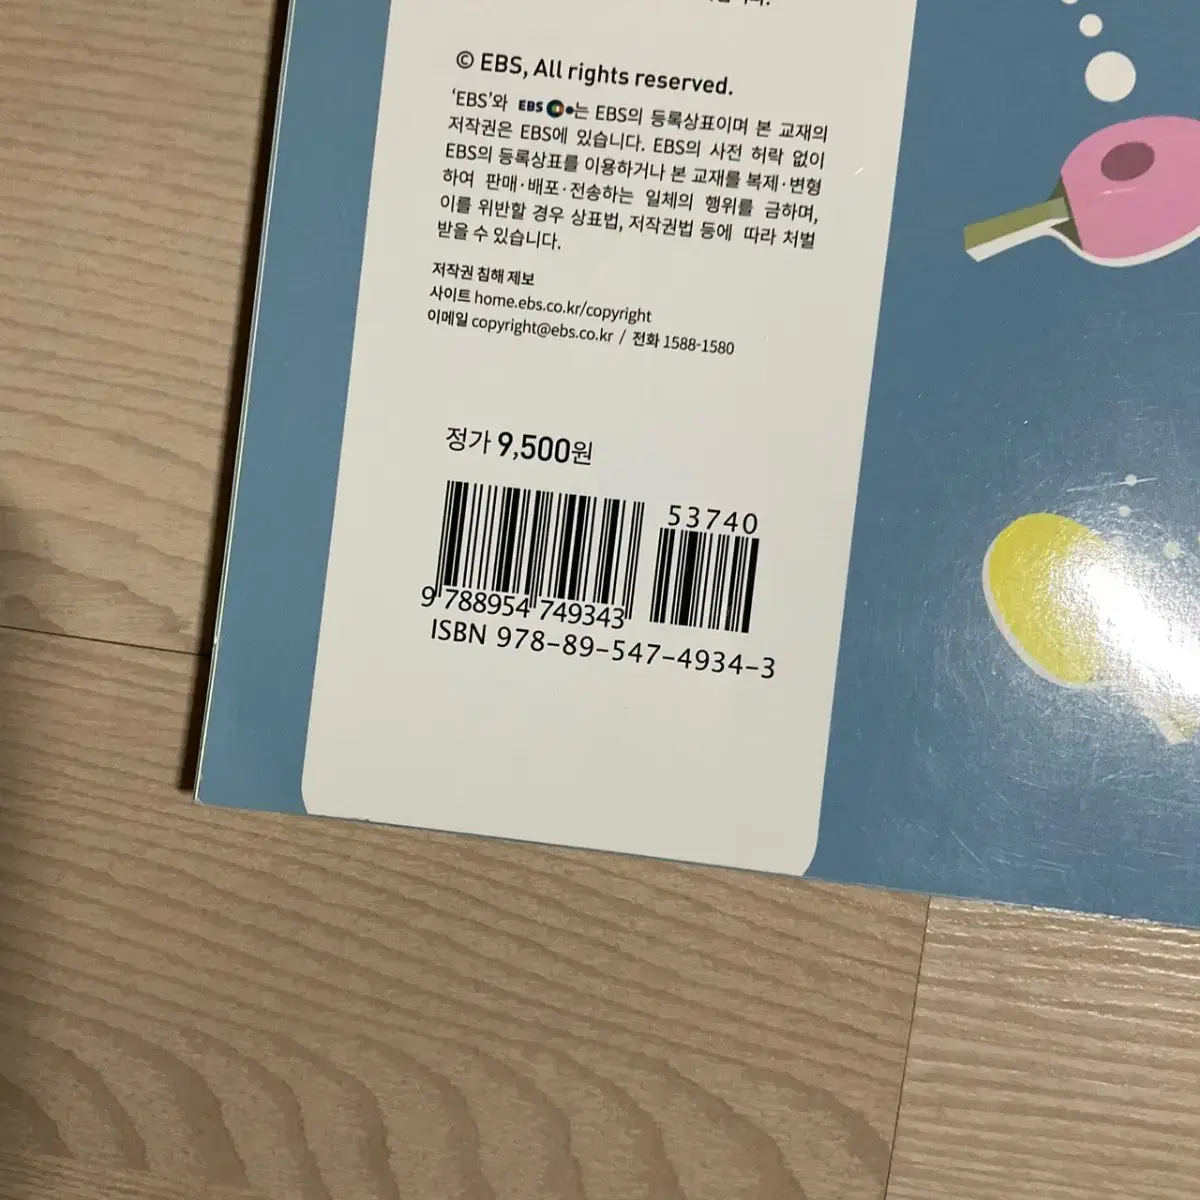 © EBS, All rights reserved.
‘EBS’와 EBS는 EBS의 등록상표이며 본 교재의
저작권은 EBS에 있습니다. EBS의 사전 허락 없이
EBS의 등록상표를 이용하거나 본 교재를 복제·변형
하여 판매·배포·전송하는 일체의 행위를 금하며,
이를 위반할 경우 상표법, 저작권법 등에 따라 처벌
받을 수 있습니다.
저작권 침해 제보
사이트 home.ebs.co.kr/copyright
이메일 copyright@ebs.co.kr / 전화 1588-1580
정가 9,500원
53740
9 788954 749343
ISBN 978-89-547-4934-3